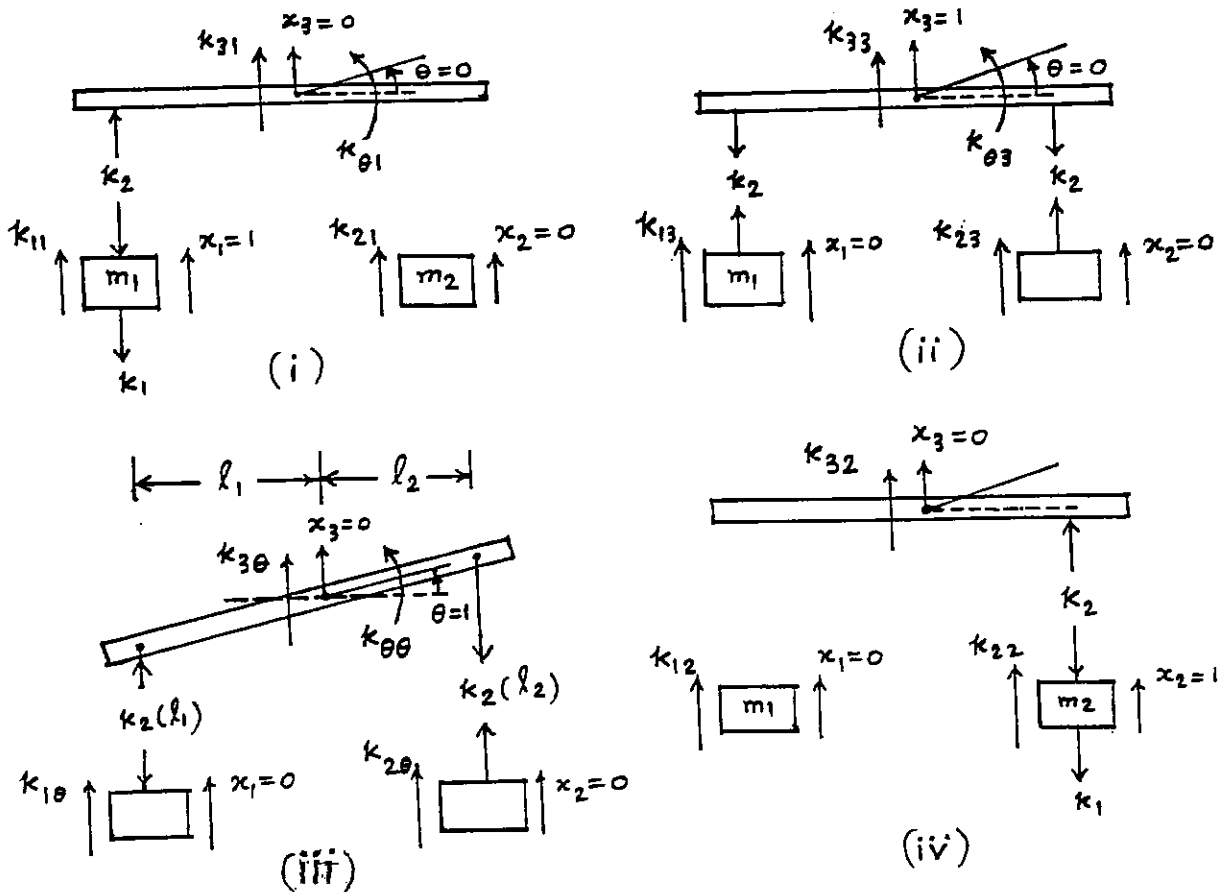 k₃₁
x₃=0
θ=0
k_θ1
k₂
k₁₁
x₁=1
k₂₁
x₂=0
m₁
m₂
k₁
(i)
k₃₃
x₃=1
θ=0
k_θ3
k₂
k₂
k₁₃
x₁=0
k₂₃
x₂=0
m₁
(ii)
l₁
l₂
k₃θ
x₃=0
θ=1
k_θθ
k₂(l₁)
k₂(l₂)
k₁θ
x₁=0
k₂θ
x₂=0
(iii)
k₃₂
x₃=0
k₂
k₁₂
x₁=0
k₂₂
x₂=1
m₁
m₂
k₁
(iv)